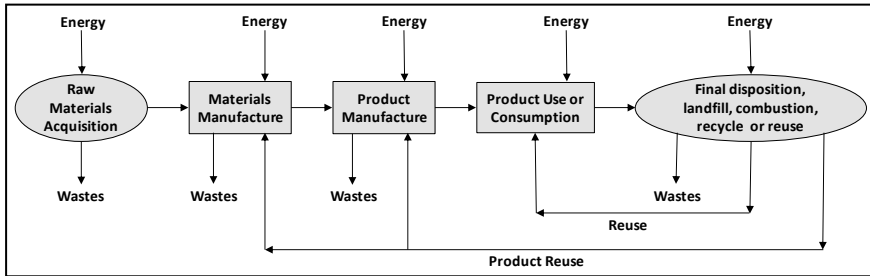 Energy
Energy
Energy
Energy
Energy
Raw
Materials
Acquisition
Materials
Manufacture
Product
Manufacture
Product Use or
Consumption
Final disposition,
landfill, combustion,
recycle or reuse
Wastes
Wastes
Wastes
Wastes
Reuse
Product Reuse